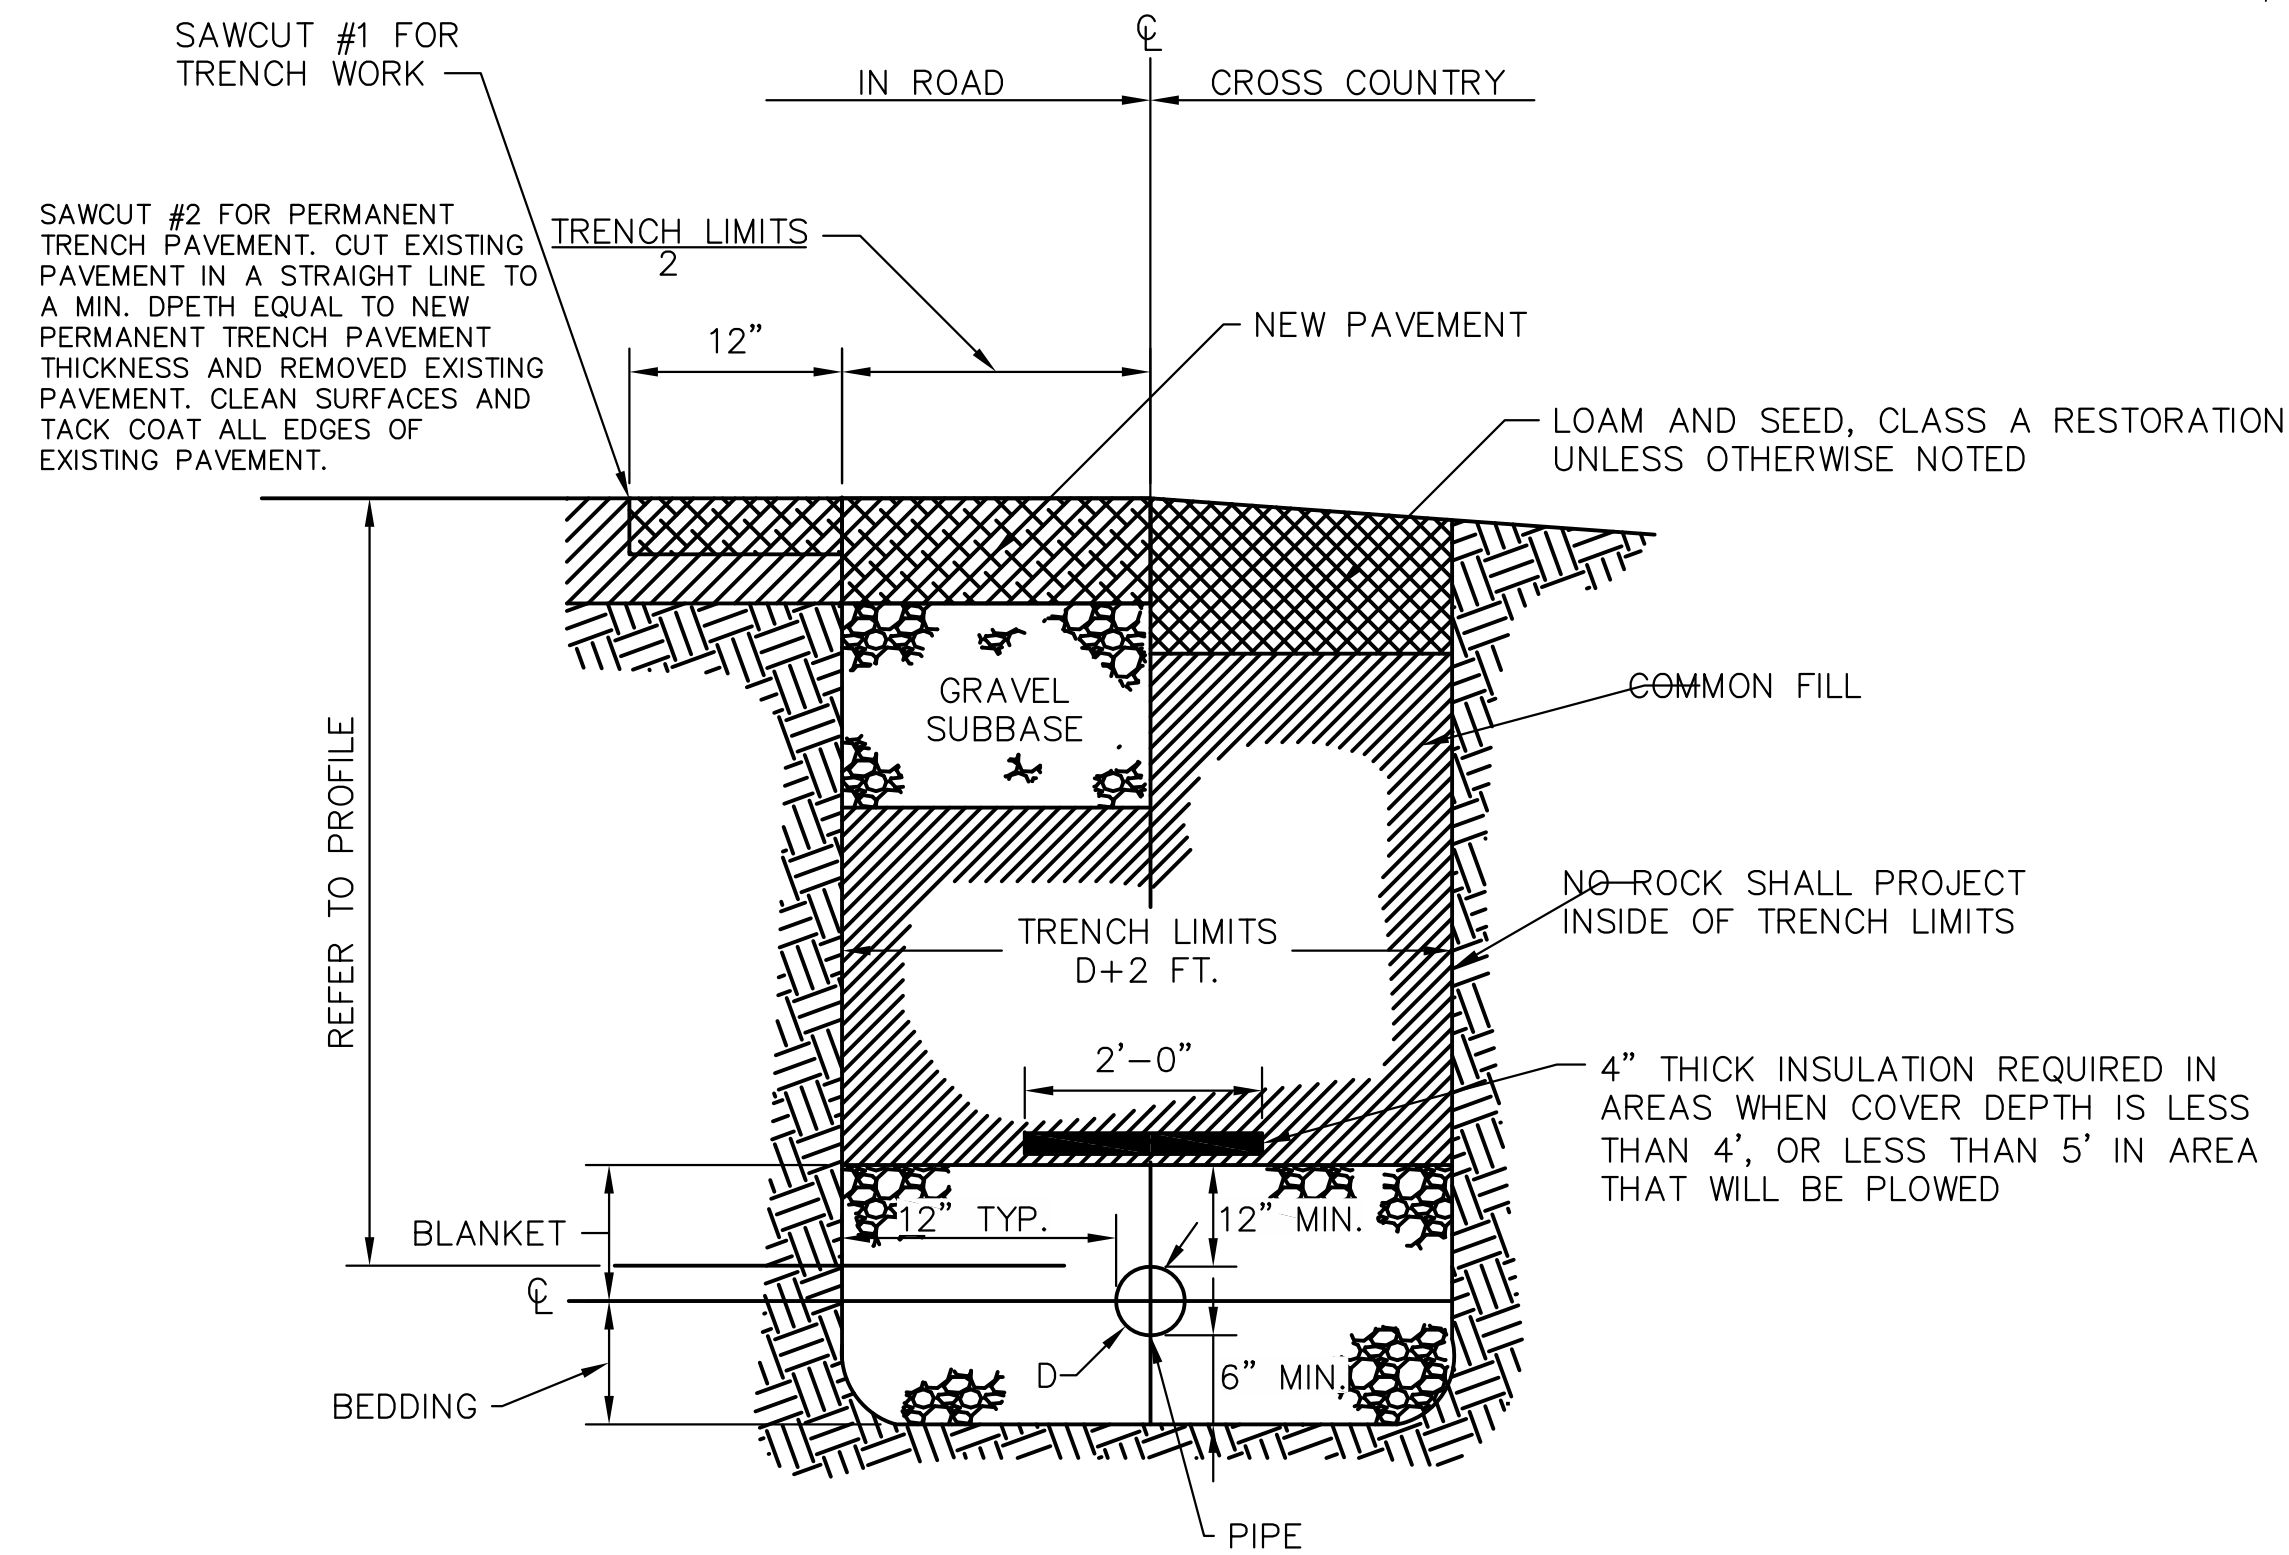 SAWCUT #1 FOR
TRENCH WORK
℄
IN ROAD
CROSS COUNTRY
SAWCUT #2 FOR PERMANENT
TRENCH PAVEMENT. CUT EXISTING
PAVEMENT IN A STRAIGHT LINE TO
A MIN. DPETH EQUAL TO NEW
PERMANENT TRENCH PAVEMENT
THICKNESS AND REMOVED EXISTING
PAVEMENT. CLEAN SURFACES AND
TACK COAT ALL EDGES OF
EXISTING PAVEMENT.
TRENCH LIMITS
2
12"
NEW PAVEMENT
LOAM AND SEED, CLASS A RESTORATION
UNLESS OTHERWISE NOTED
GRAVEL
SUBBASE
COMMON FILL
REFER TO PROFILE
NO ROCK SHALL PROJECT
INSIDE OF TRENCH LIMITS
TRENCH LIMITS
D+2 FT.
2'-0"
4" THICK INSULATION REQUIRED IN
AREAS WHEN COVER DEPTH IS LESS
THAN 4', OR LESS THAN 5' IN AREA
THAT WILL BE PLOWED
BLANKET
12" TYP.
12" MIN.
℄
D
6" MIN.
BEDDING
PIPE